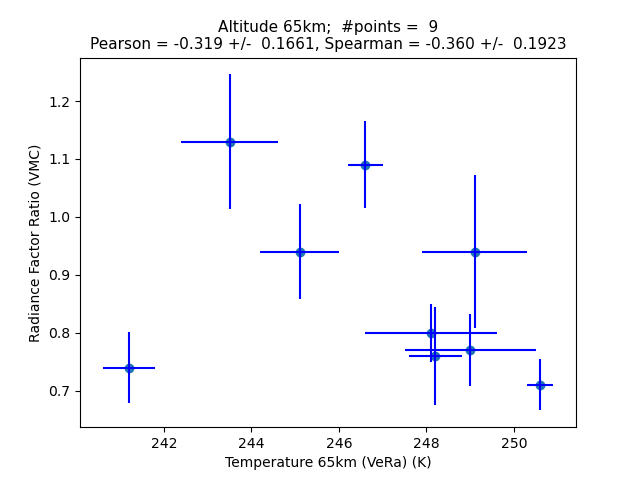 Altitude 65km;  #points =  9
Pearson = -0.319 +/-  0.1661, Spearman = -0.360 +/-  0.1923
1.2
1.1
1.0
0.9
0.8
0.7
Radiance Factor Ratio (VMC)
242
244
246
248
250
Temperature 65km (VeRa) (K)